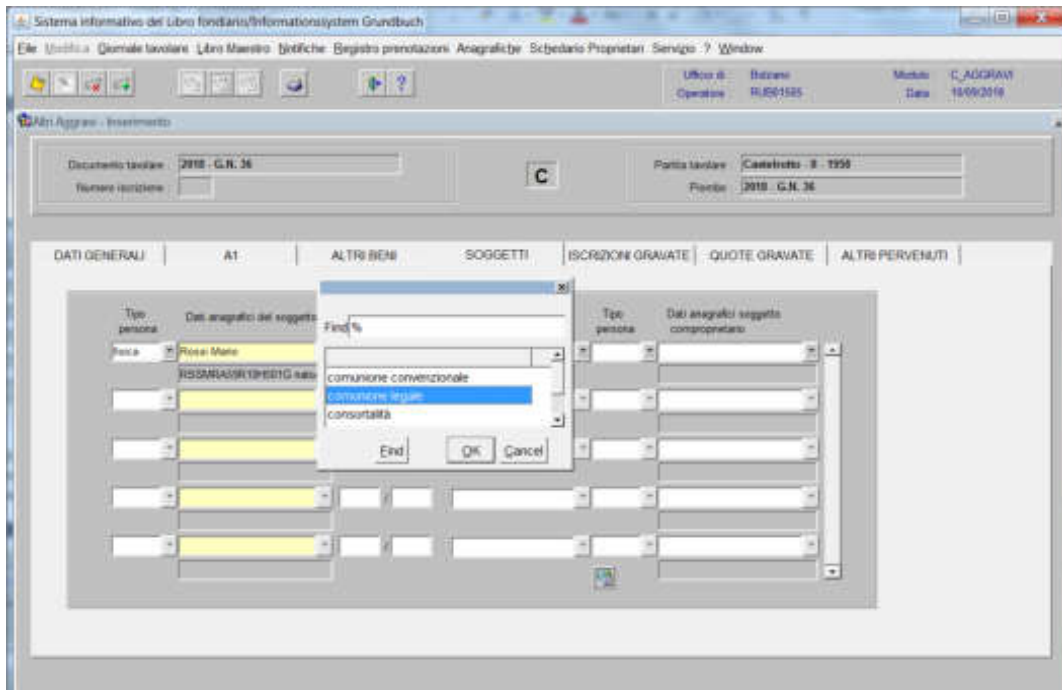 Sistema informativo del Libro fondiario/Informationssystem Grundbuch
File Modifica Giornale tavolare Libro Maestro Notifiche Registro prenotazioni Anagrafiche Schedario Proprietari Servizio ? Window
Ufficio di Bolzano Modulo C_AGGRAVI
Operatore Data 10/09/2018
Altri Aggravi - Inserimento
Documento tavolare 2018 G.N. 36 C Partita tavolare Castelrotto - II - 1950
Numero iscrizione Piombo 2018 G.N. 36
DATI GENERALI A1 ALTRI BENI SOGGETTI ISCRIZIONI GRAVATE QUOTE GRAVATE ALTRI PERVENUTI
Tipo persona Dati anagrafici del soggetto Tipo persona Dati anagrafici soggetto comproprietario
Find %
fisica Rossi Mario
comunione convenzionale
comunione legale
consortalità
Find OK Cancel
/
/